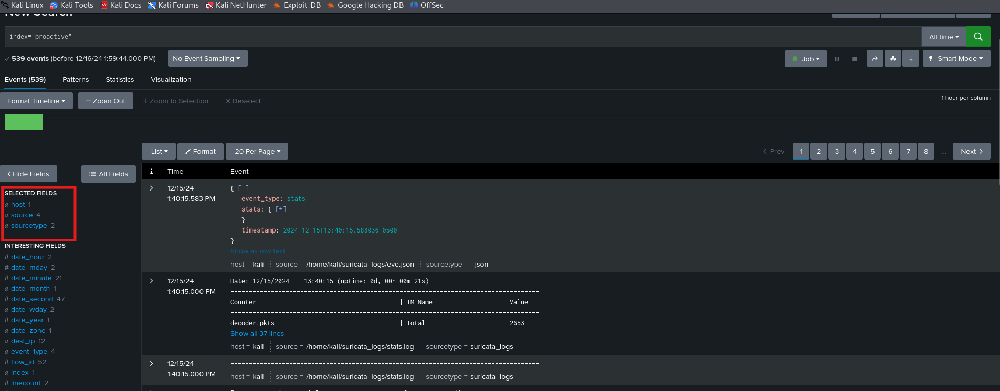 Kali Linux Kali Tools Kali Docs Kali Forums Kali NetHunter Exploit-DB Google Hacking DB OffSec
New Search
index="proactive" All time
539 events (before 12/16/24 1:59:44.000 PM) No Event Sampling Job Smart Mode
Events (539) Patterns Statistics Visualization
Format Timeline — Zoom Out + Zoom to Selection × Deselect 1 hour per column
List Format 20 Per Page < Prev 1 2 3 4 5 6 7 8 ... Next >
< Hide Fields All Fields
i Time Event
SELECTED FIELDS
a host 1
a source 4
a sourcetype 2
INTERESTING FIELDS
# date_hour 2
# date_mday 2
# date_minute 21
a date_month 1
# date_second 47
a date_wday 2
# date_year 1
a date_zone 1
a dest_ip 12
a event_type 4
# flow_id 52
a index 1
# linecount 2
> 12/15/24
1:40:15.583 PM
{ [-]
event_type: stats
stats: { [+]
}
timestamp: 2024-12-15T13:40:15.583036-0500
}
Show as raw text
host = kali source = /home/kali/suricata_logs/eve.json sourcetype = _json
> 12/15/24
1:40:15.000 PM
Date: 12/15/2024 -- 13:40:15 (uptime: 0d, 00h 00m 21s)
------------------------------------------------------------------------------------
Counter | TM Name | Value
------------------------------------------------------------------------------------
decoder.pkts | Total | 2653
Show all 37 lines
host = kali source = /home/kali/suricata_logs/stats.log sourcetype = suricata_logs
> 12/15/24
1:40:15.000 PM
------------------------------------------------------------------------------------
host = kali source = /home/kali/suricata_logs/stats.log sourcetype = suricata_logs